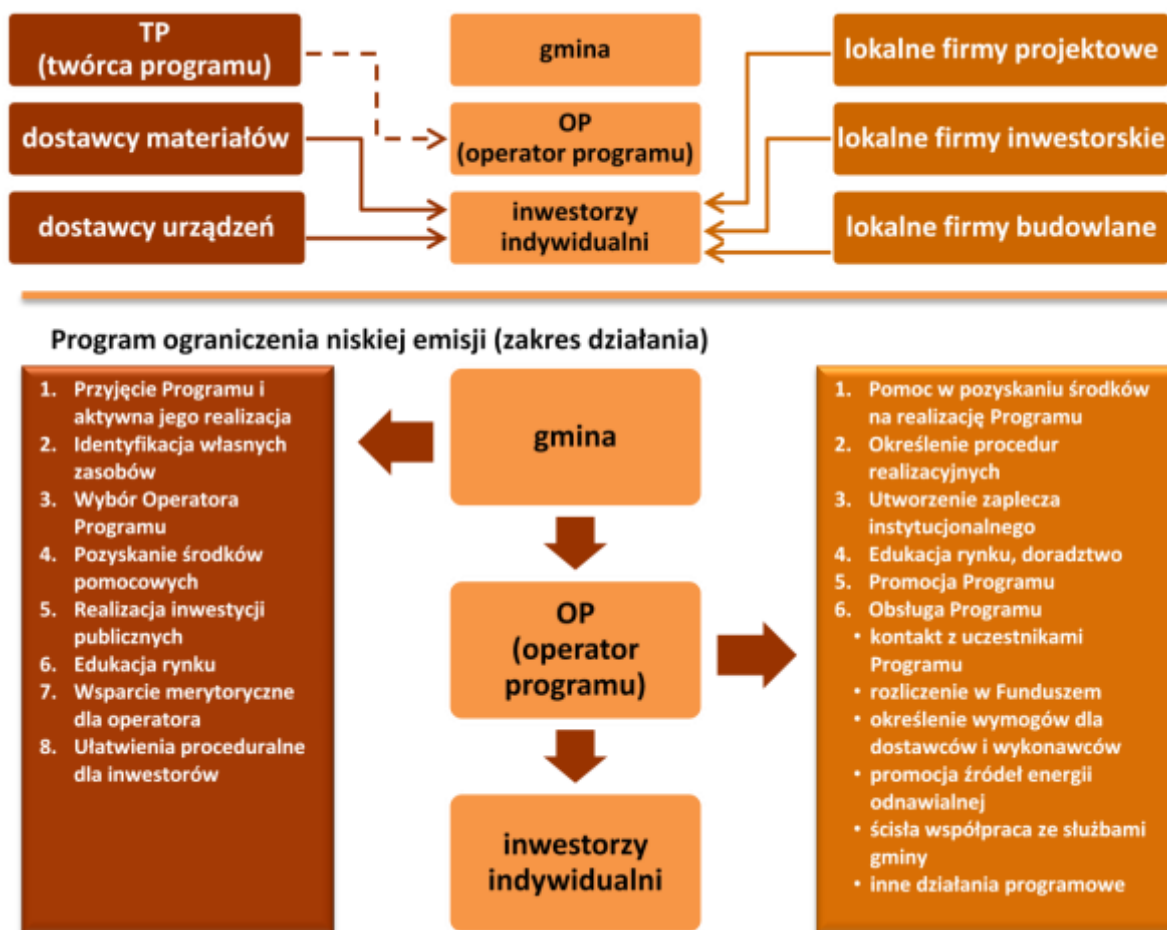 TP
(twórca programu)
gmina
lokalne firmy projektowe
dostawcy materiałów
OP
(operator programu)
lokalne firmy inwestorskie
dostawcy urządzeń
inwestorzy
indywidualni
lokalne firmy budowlane
Program ograniczenia niskiej emisji (zakres działania)
1. Przyjęcie Programu i
aktywna jego realizacja
2. Identyfikacja własnych
zasobów
3. Wybór Operatora
Programu
4. Pozyskanie środków
pomocowych
5. Realizacja inwestycji
publicznych
6. Edukacja rynku
7. Wsparcie merytoryczne
dla operatora
8. Ułatwienia proceduralne
dla inwestorów
gmina
OP
(operator
programu)
inwestorzy
indywidualni
1. Pomoc w pozyskaniu środków
na realizację Programu
2. Określenie procedur
realizacyjnych
3. Utworzenie zaplecza
instytucjonalnego
4. Edukacja rynku, doradztwo
5. Promocja Programu
6. Obsługa Programu
• kontakt z uczestnikami
Programu
• rozliczenie w Funduszem
• określenie wymogów dla
dostawców i wykonawców
• promocja źródeł energii
odnawialnej
• ścisła współpraca ze służbami
gminy
• inne działania programowe